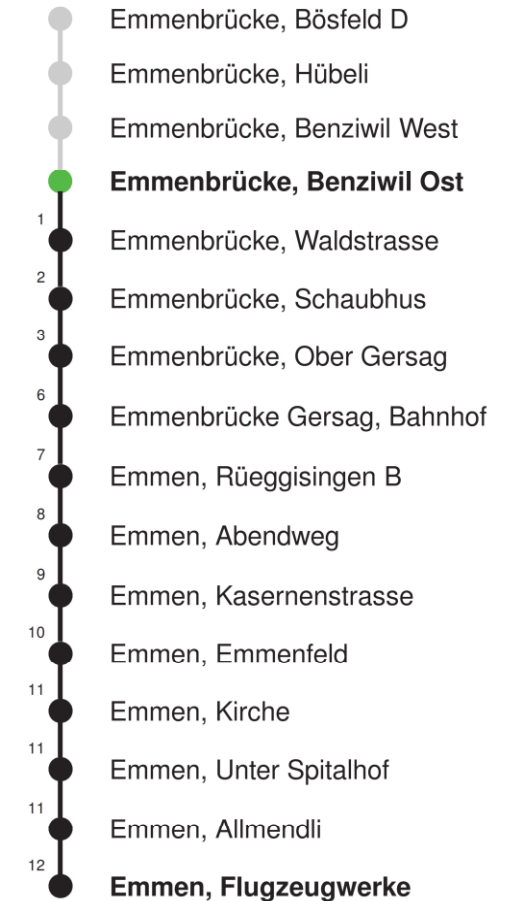 Emmenbrücke, Bösfeld D
Emmenbrücke, Hübeli
Emmenbrücke, Benziwil West
Emmenbrücke, Benziwil Ost
1 Emmenbrücke, Waldstrasse
2 Emmenbrücke, Schaubhus
3 Emmenbrücke, Ober Gersag
6 Emmenbrücke Gersag, Bahnhof
7 Emmen, Rüeggisingen B
8 Emmen, Abendweg
9 Emmen, Kasernenstrasse
10 Emmen, Emmenfeld
11 Emmen, Kirche
11 Emmen, Unter Spitalhof
11 Emmen, Allmendli
12 Emmen, Flugzeugwerke